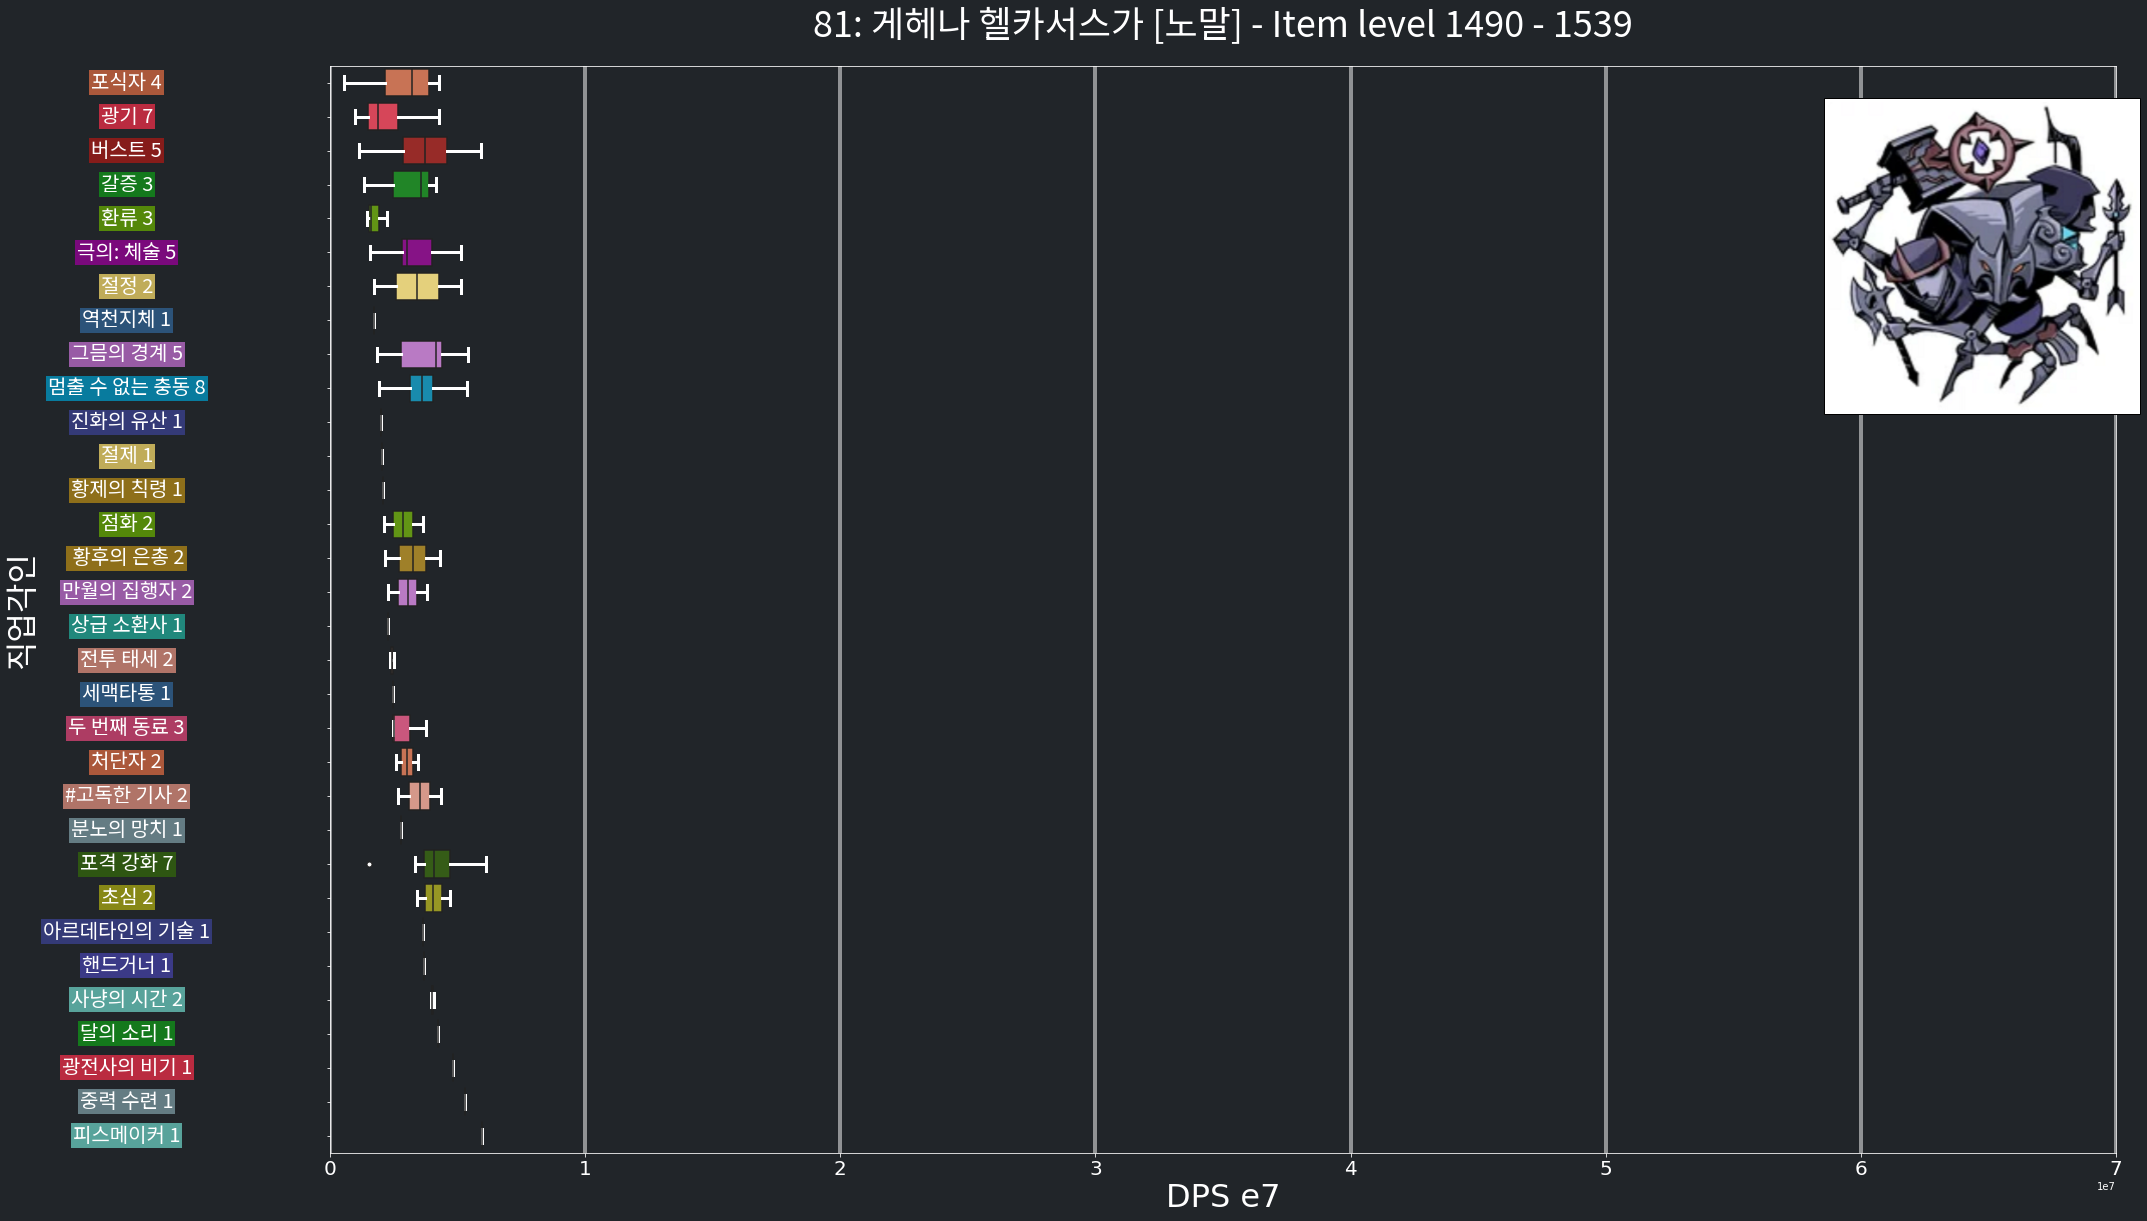 81: 게헤나 헬카서스가 [노말] - Item level 1490 - 1539
포식자 4
광기 7
버스트 5
갈증 3
환류 3
극의: 체술 5
절정 2
역천지체 1
그믐의 경계 5
멈출 수 없는 충동 8
진화의 유산 1
절제 1
황제의 칙령 1
점화 2
황후의 은총 2
만월의 집행자 2
상급 소환사 1
전투 태세 2
세맥타통 1
두 번째 동료 3
처단자 2
#고독한 기사 2
분노의 망치 1
포격 강화 7
초심 2
아르데타인의 기술 1
핸드거너 1
사냥의 시간 2
달의 소리 1
광전사의 비기 1
중력 수련 1
피스메이커 1
직업각인
0 1 2 3 4 5 6 7
1e7
DPS e7